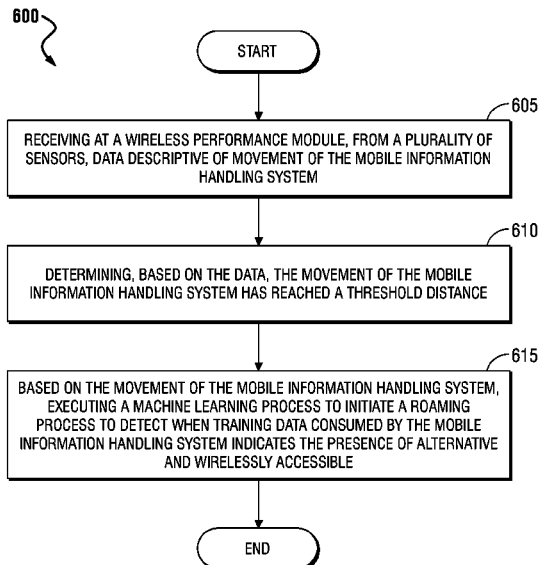 600
START
605
RECEIVING AT A WIRELESS PERFORMANCE MODULE, FROM A PLURALITY OF
SENSORS, DATA DESCRIPTIVE OF MOVEMENT OF THE MOBILE INFORMATION
HANDLING SYSTEM
610
DETERMINING, BASED ON THE DATA, THE MOVEMENT OF THE MOBILE
INFORMATION HANDLING SYSTEM HAS REACHED A THRESHOLD DISTANCE
615
BASED ON THE MOVEMENT OF THE MOBILE INFORMATION HANDLING SYSTEM,
EXECUTING A MACHINE LEARNING PROCESS TO INITIATE A ROAMING
PROCESS TO DETECT WHEN TRAINING DATA CONSUMED BY THE MOBILE
INFORMATION HANDLING SYSTEM INDICATES THE PRESENCE OF ALTERNATIVE
AND WIRELESSLY ACCESSIBLE
END